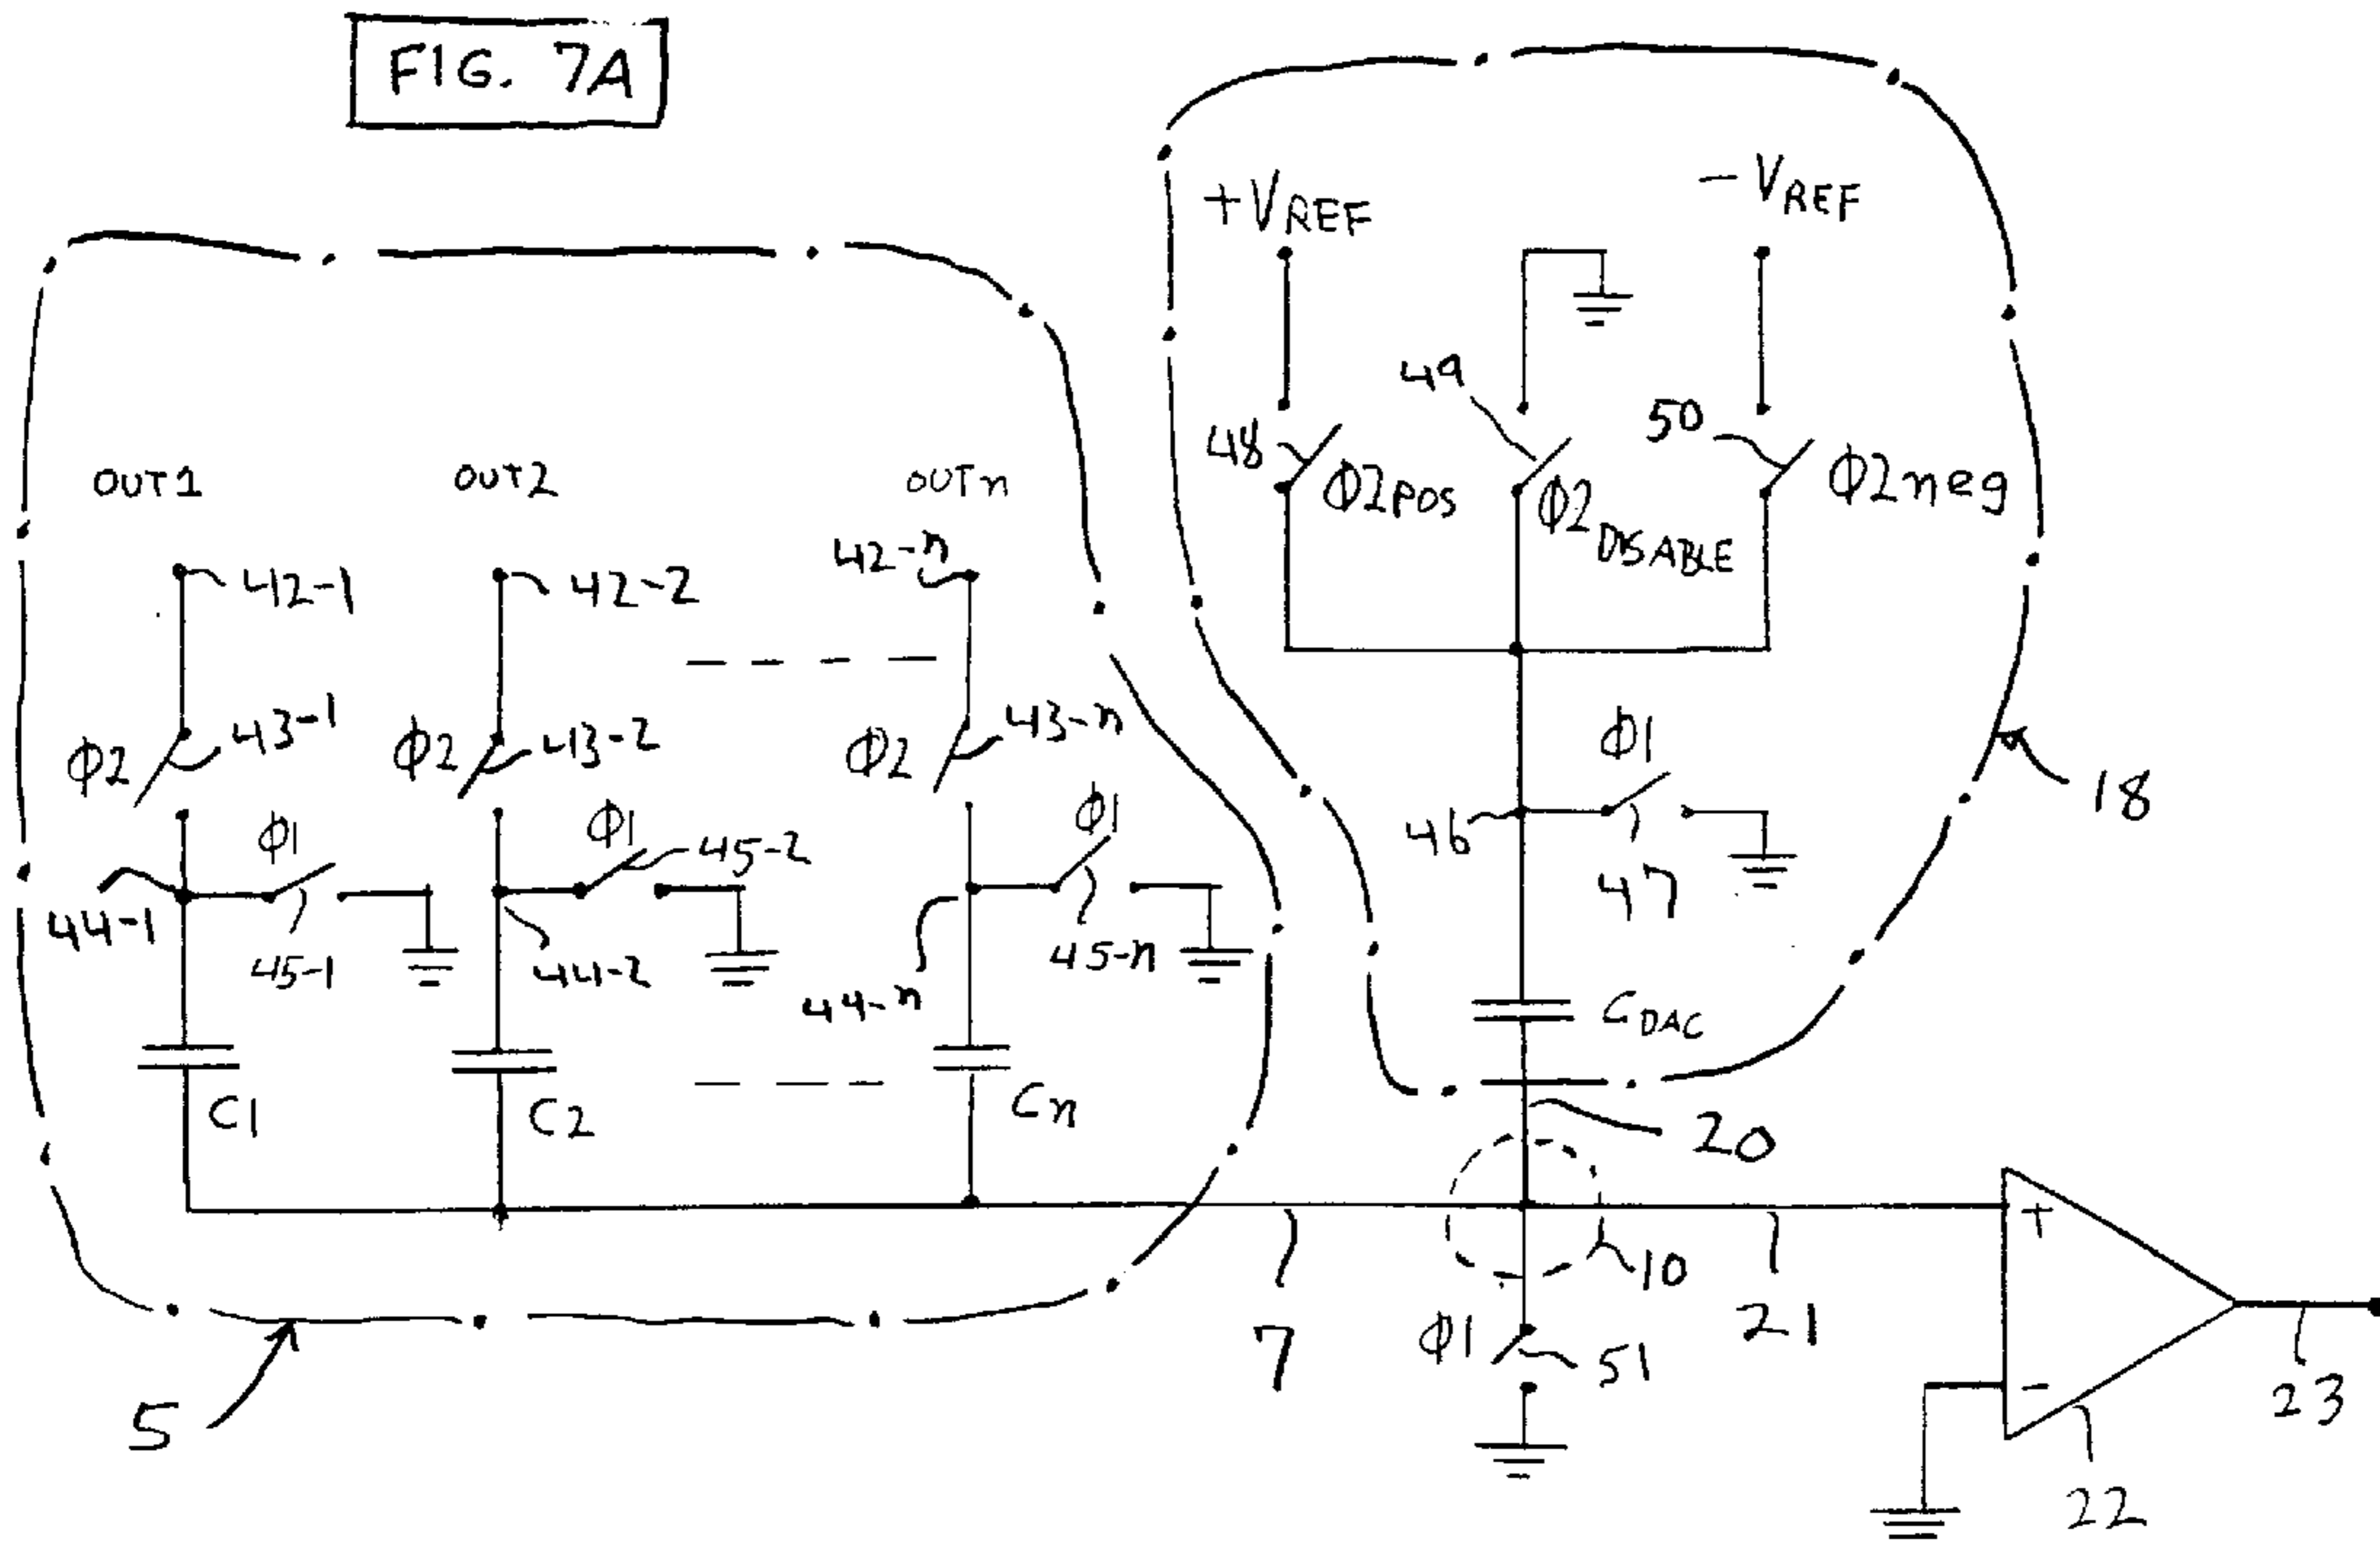 FIG. 7A
+VREF
-VREF
49
50
48
Φ2pos
Φ2DISABLE
Φ2neg
OUT1
OUT2
OUTn
42-1
42-2
42-n
Φ2
43-1
Φ2
43-2
Φ2
43-n
Φ1
Φ1
45-2
Φ1
Φ1
46
47
18
44-1
45-1
44-2
44-n
45-n
CDAC
C1
C2
Cn
20
10
+
-
7
21
Φ1
51
23
5
22